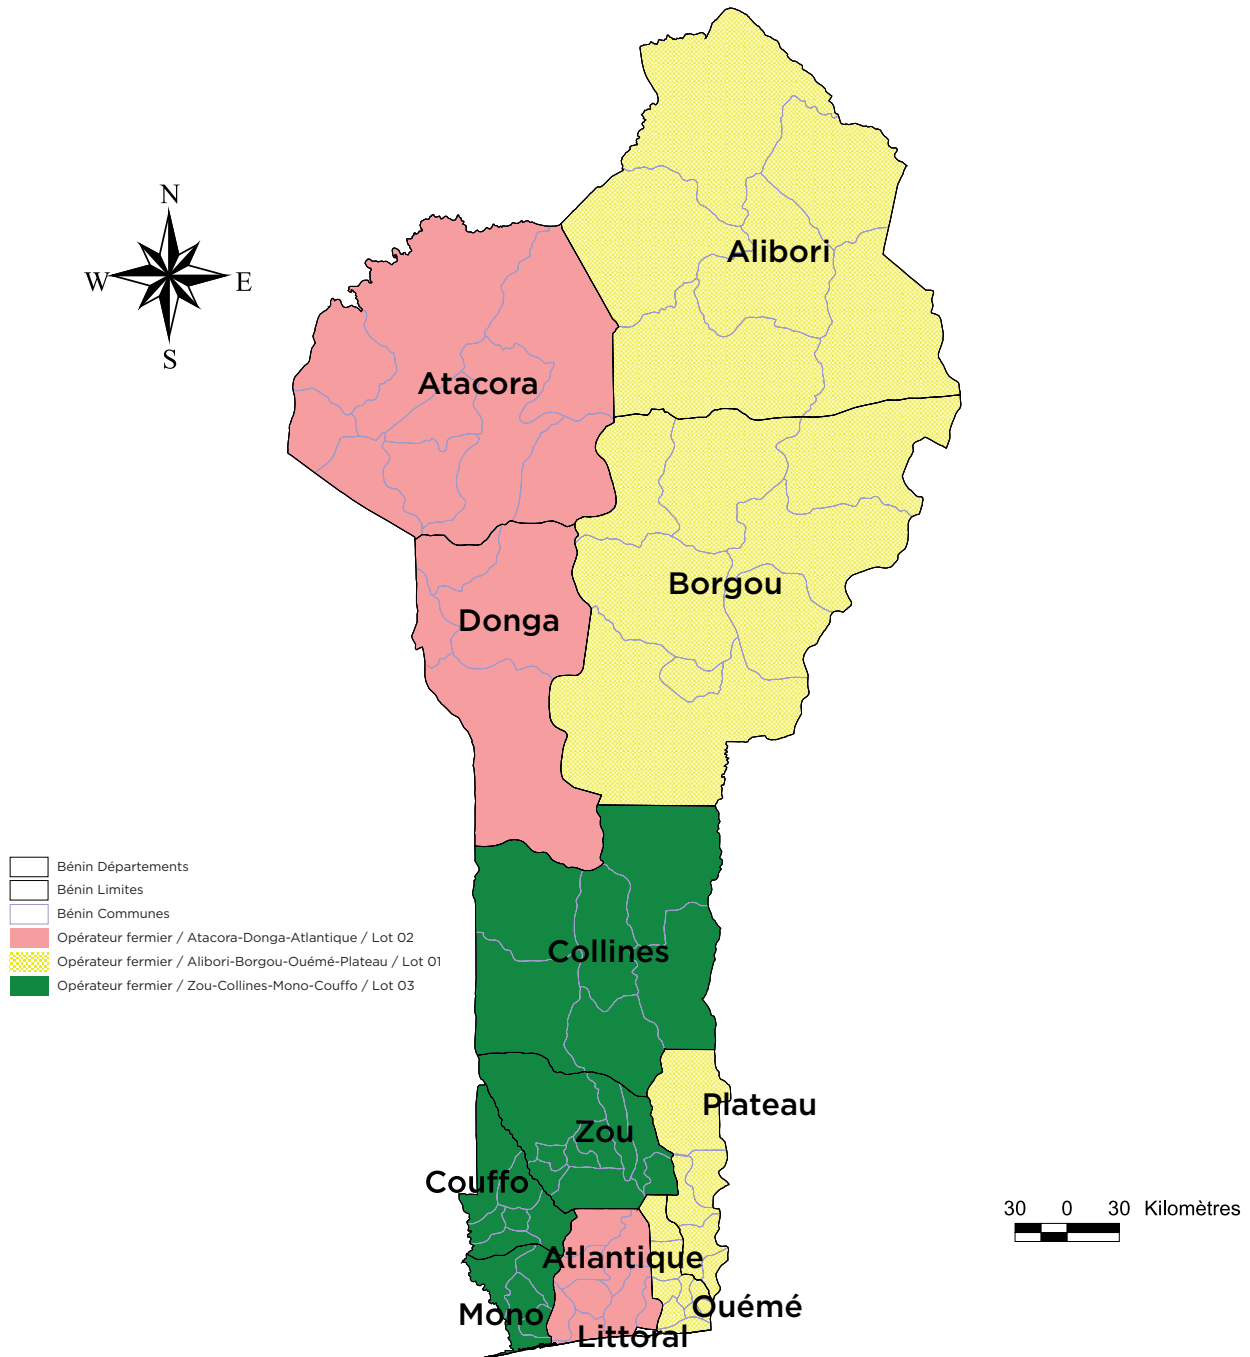 N
W E
S
Alibori
Atacora
Borgou
Donga
Bénin Départements
Bénin Limites
Bénin Communes
Opérateur fermier / Atacora-Donga-Atlantique / Lot 02
Opérateur fermier / Alibori-Borgou-Ouémé-Plateau / Lot 01
Opérateur fermier / Zou-Collines-Mono-Couffo / Lot 03
Collines
Plateau
Zou
Couffo
30 0 30 Kilomètres
Atlantique
Ouémé
Mono
Littoral